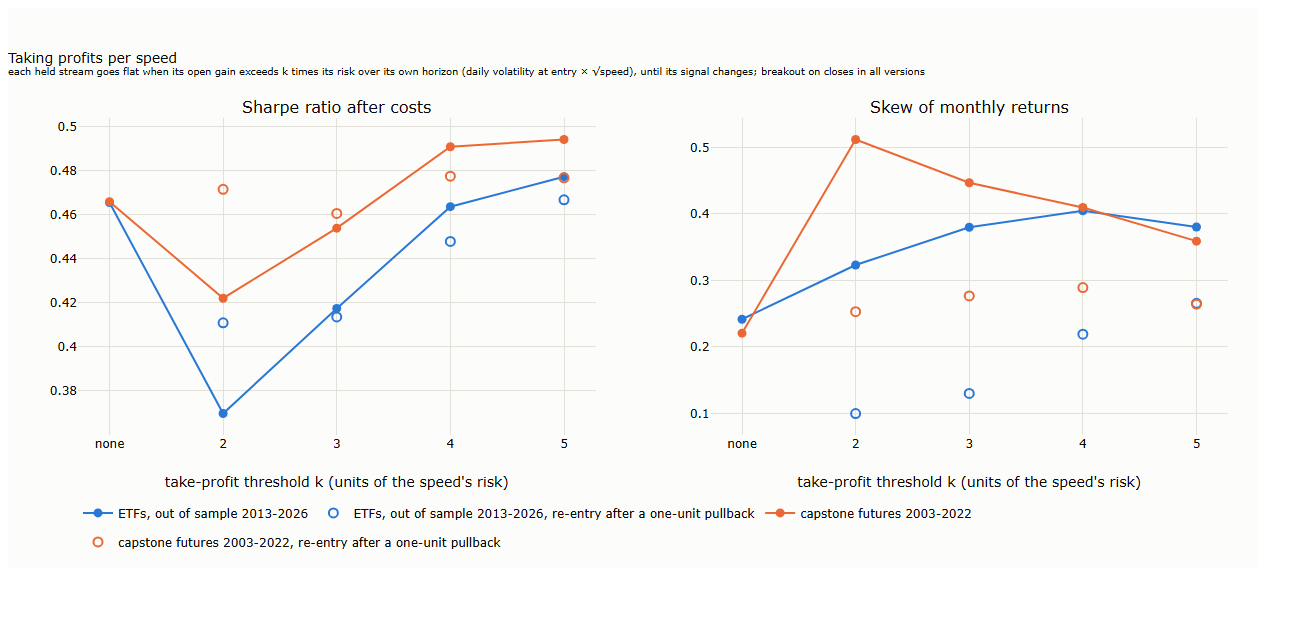 Taking profits per speed
each held stream goes flat when its open gain exceeds k times its risk over its own horizon (daily volatility at entry × √speed), until its signal changes; breakout on closes in all versions
Sharpe ratio after costs
0.5
0.48
0.46
0.44
0.42
0.4
0.38
none 2 3 4 5
take-profit threshold k (units of the speed's risk)
Skew of monthly returns
0.5
0.4
0.3
0.2
0.1
none 2 3 4 5
take-profit threshold k (units of the speed's risk)
ETFs, out of sample 2013-2026 ETFs, out of sample 2013-2026, re-entry after a one-unit pullback capstone futures 2003-2022
capstone futures 2003-2022, re-entry after a one-unit pullback